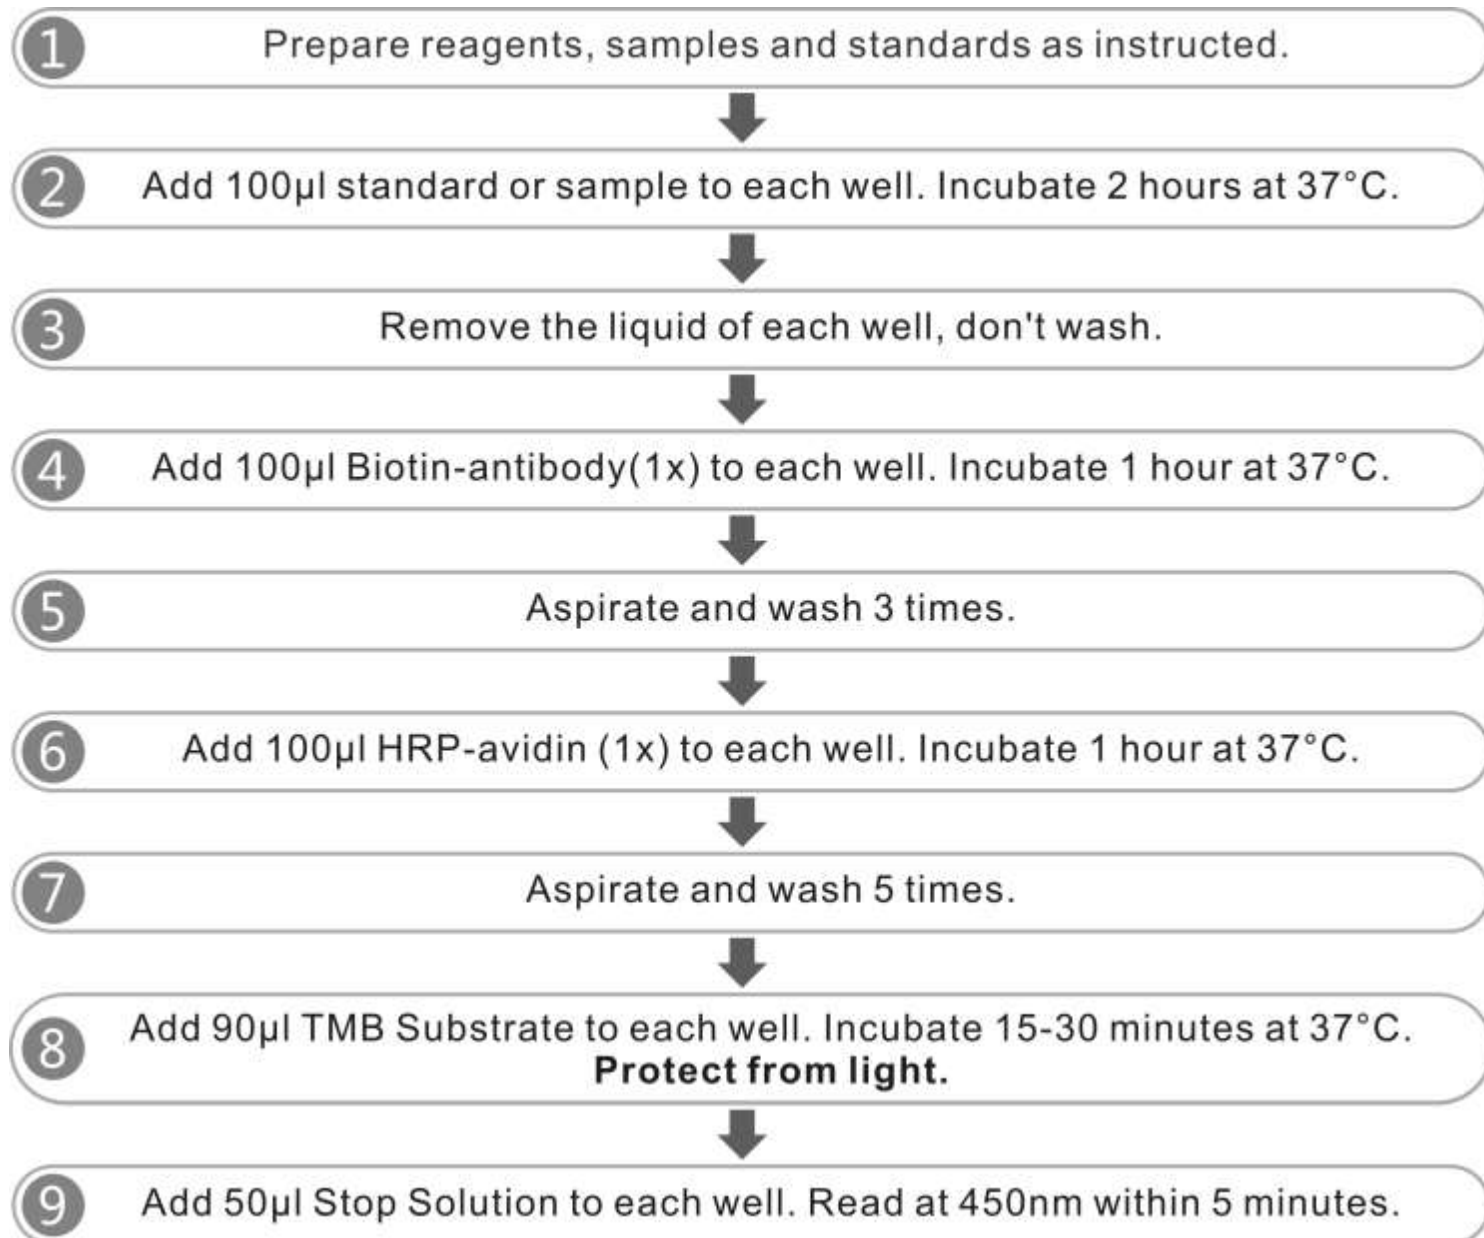 1 Prepare reagents, samples and standards as instructed.
2 Add 100µl standard or sample to each well. Incubate 2 hours at 37°C.
3 Remove the liquid of each well, don't wash.
4 Add 100µl Biotin-antibody(1x) to each well. Incubate 1 hour at 37°C.
5 Aspirate and wash 3 times.
6 Add 100µl HRP-avidin (1x) to each well. Incubate 1 hour at 37°C.
7 Aspirate and wash 5 times.
8 Add 90µl TMB Substrate to each well. Incubate 15-30 minutes at 37°C.
Protect from light.
9 Add 50µl Stop Solution to each well. Read at 450nm within 5 minutes.